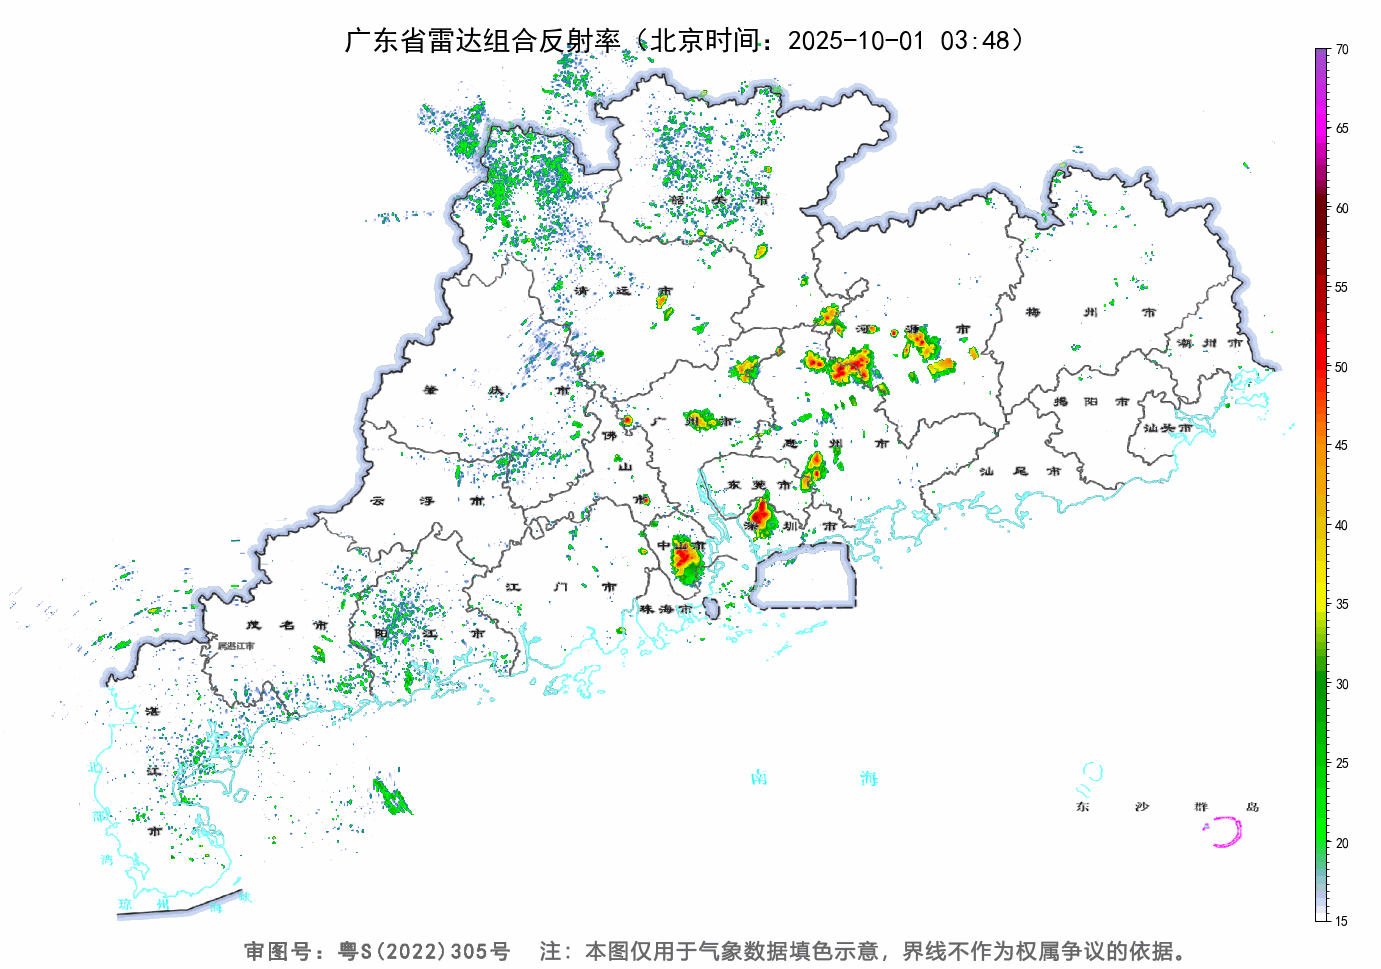 广东省雷达组合反射率（北京时间：2025-10-01 03:48）
70
65
60
55
50
45
40
35
30
25
20
15
韶 关 市
清 远 市
河 源 市
梅 州 市
潮 州 市
肇 庆 市
广 州 市
佛 山 市
惠 州 市
揭 阳 市
汕头市
汕 尾 市
云 浮 市
东 莞 市
深 圳 市
中山市
江 门 市
珠海市
茂 名 市
属湛江市
阳 江 市
湛 江 市
北 部 湾
南 海
东 沙 群 岛
琼 州 海 峡
审图号：粤S(2022)305号 注：本图仅用于气象数据填色示意，界线不作为权属争议的依据。